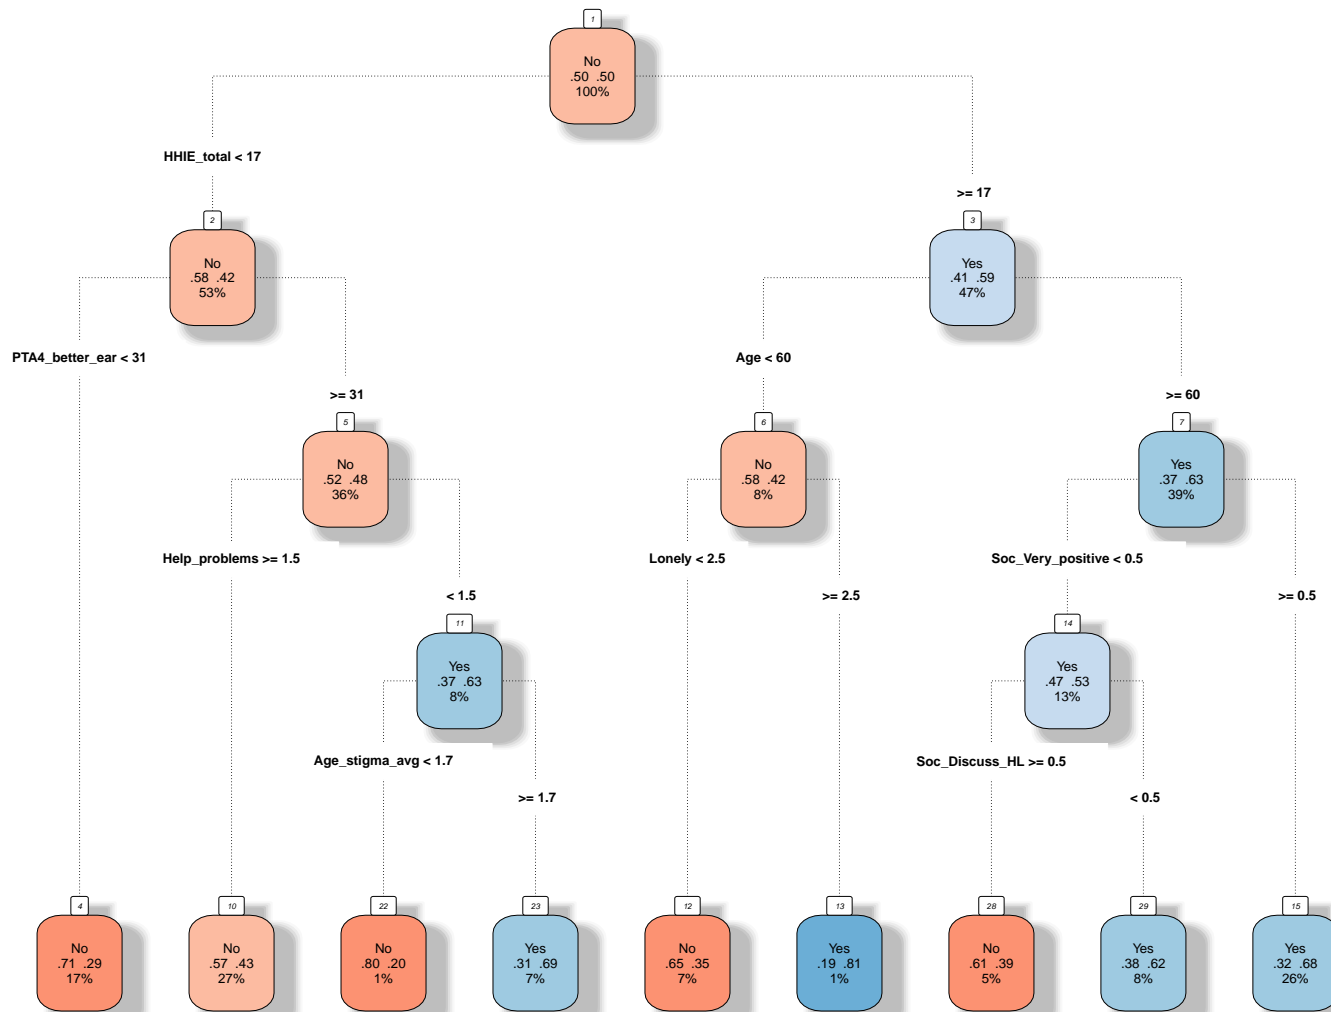 1
No
.50 .50
100%
HHIE_total < 17
>= 17
2
No
.58 .42
53%
3
Yes
.41 .59
47%
PTA4_better_ear < 31
>= 31
Age < 60
>= 60
5
No
.52 .48
36%
6
No
.58 .42
8%
7
Yes
.37 .63
39%
Help_problems >= 1.5
< 1.5
Lonely < 2.5
>= 2.5
Soc_Very_positive < 0.5
>= 0.5
11
Yes
.37 .63
8%
14
Yes
.47 .53
13%
Age_stigma_avg < 1.7
>= 1.7
Soc_Discuss_HL >= 0.5
< 0.5
4
No
.71 .29
17%
10
No
.57 .43
27%
22
No
.80 .20
1%
23
Yes
.31 .69
7%
12
No
.65 .35
7%
13
Yes
.19 .81
1%
28
No
.61 .39
5%
29
Yes
.38 .62
8%
15
Yes
.32 .68
26%